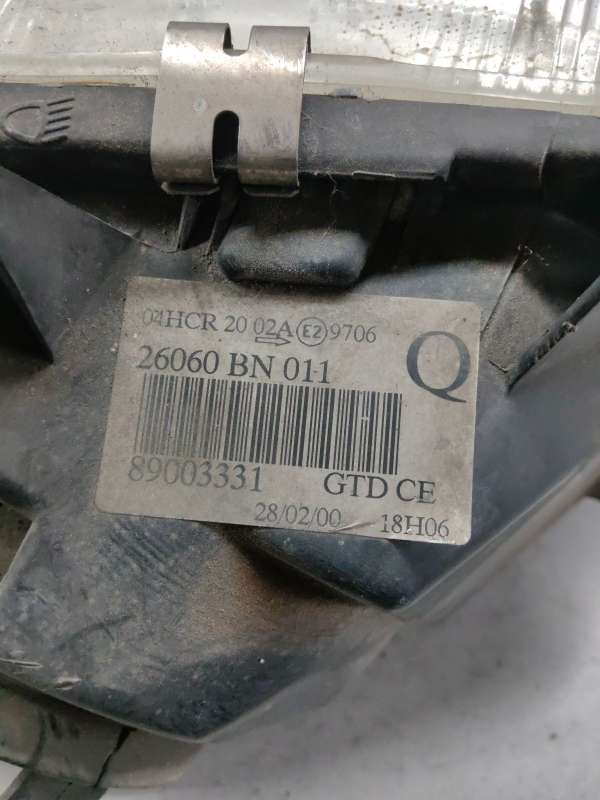 04HCR 20 02A E2 9706
26060 BN 011
Q
89003331 GTD CE
28/02/00 18H06